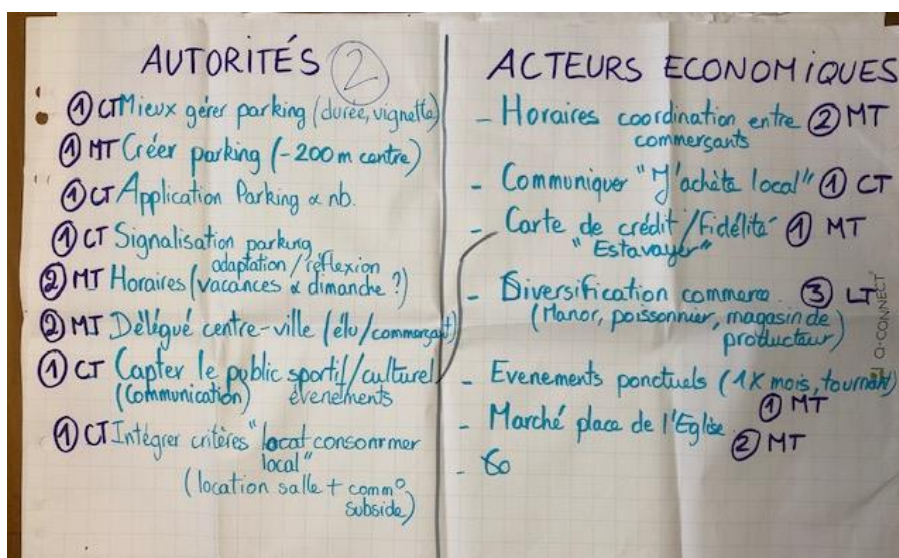 AUTORITÉS 2
① CT Mieux gérer parking (durée, vignette)
① MT Créer parking (-200 m centre)
① CT Application Parking & nb.
① CT Signalisation parking
adaptation / réflexion
② MT Horaires (vacances & dimanche ?)
② MT Délégué centre-ville (élu/commerçant)
① CT Capter le public sportif/culturel
(Communication) évenements
① CT Intégrer critères "local consommer
local"
(location salle + comm°
subside)
ACTEURS ECONOMIQUES
- Horaires coordination entre ② MT
commerçants
- Communiquer "J'achète local" ① CT
- Carte de crédit/Fidélité ① MT
"Estavayer"
- Diversification commerce. ③ LT
(Manor, poissonnier, magasin de
producteur)
- Evenements ponctuels (1X mois, tournant)
① MT
- Marché place de l'Eglise
② MT
-
O-CONNECT